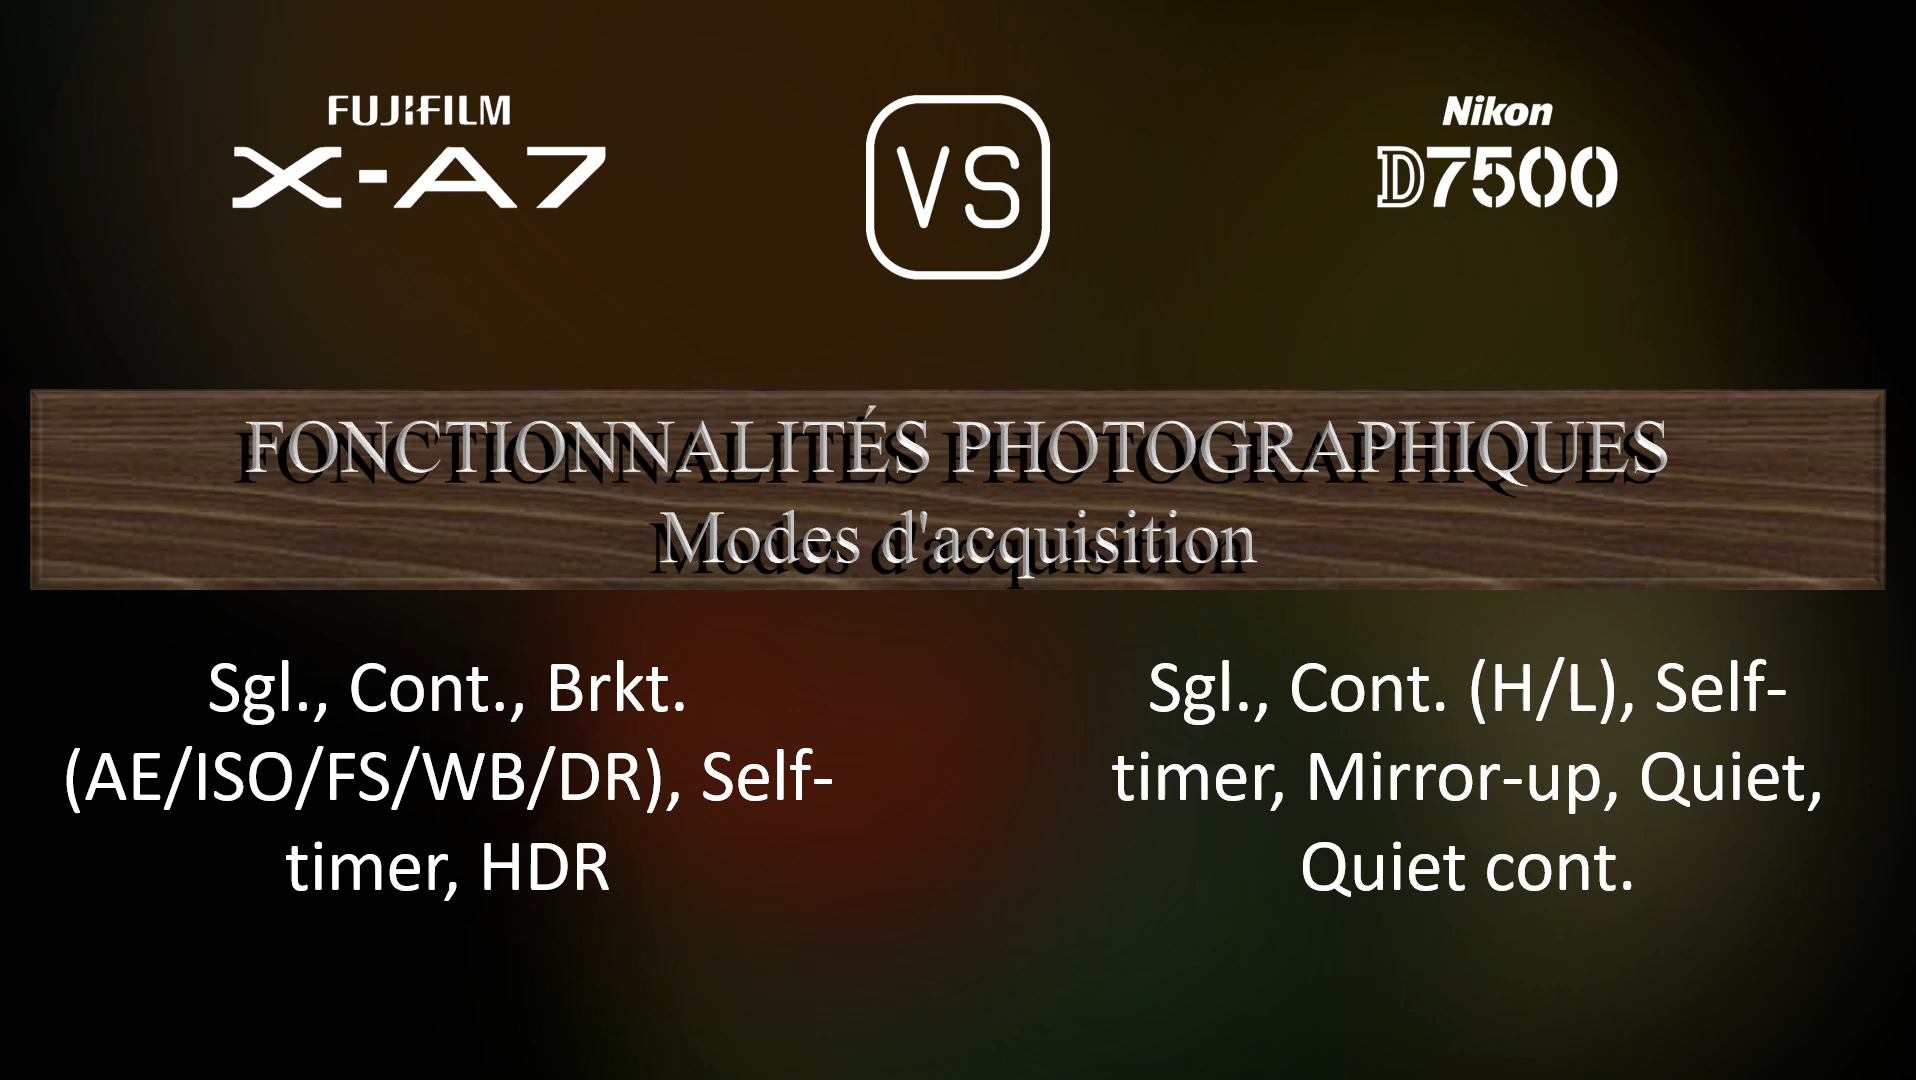 FUJIFILM
X-A7
VS
Nikon
D7500
FONCTIONNALITÉS PHOTOGRAPHIQUES
Modes d'acquisition
Sgl., Cont., Brkt.
(AE/ISO/FS/WB/DR), Self-
timer, HDR
Sgl., Cont. (H/L), Self-
timer, Mirror-up, Quiet,
Quiet cont.